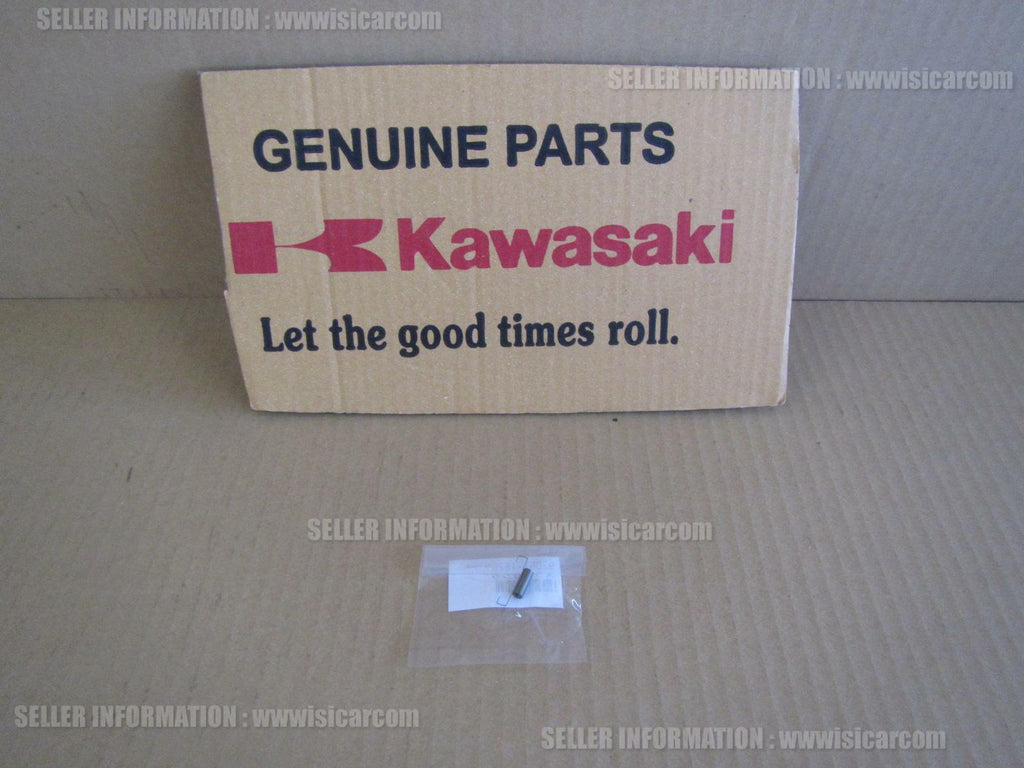 SELLER INFORMATION : wwwisicarcom
SELLER INFORMATION : wwwisicarcom
GENUINE PARTS
Kawasaki
Let the good times roll.
SELLER INFORMATION : wwwisicarcom
SELLER INFORMATION : wwwisicarcom
SELLER INFORMATION : wwwisicarcom